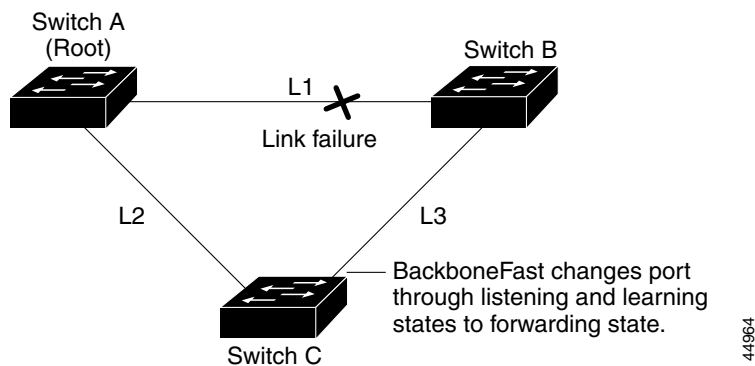 Switch A
(Root)
Switch B
L1
Link failure
L2
L3
BackboneFast changes port
through listening and learning
states to forwarding state.
Switch C
44964